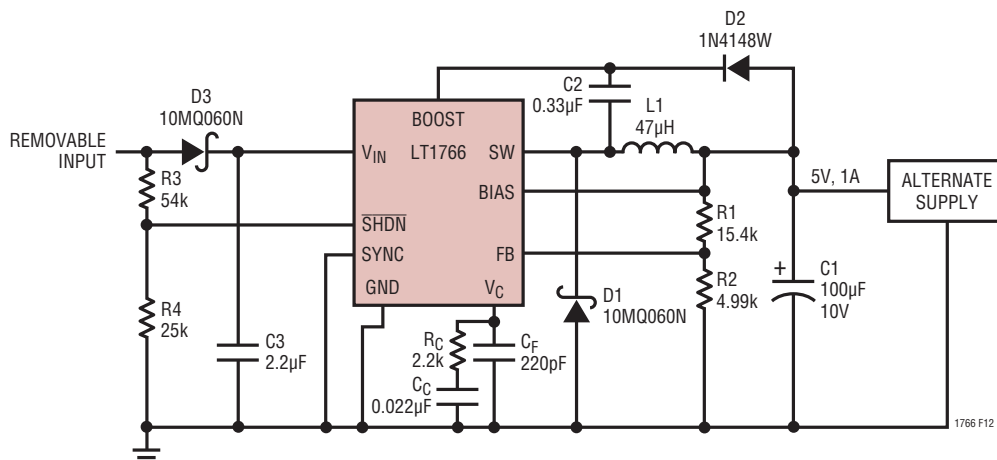 D2
1N4148W
D3
10MQ060N
C2
0.33µF
L1
47µH
REMOVABLE
INPUT
BOOST
LT1766
V_IN
SW
BIAS
5V, 1A
ALTERNATE
SUPPLY
R3
54k
SHDN
SYNC
GND
FB
V_C
R1
15.4k
R2
4.99k
C1
+
100µF
10V
R4
25k
C3
2.2µF
R_C
2.2k
C_F
220pF
C_C
0.022µF
D1
10MQ060N
1766 F12